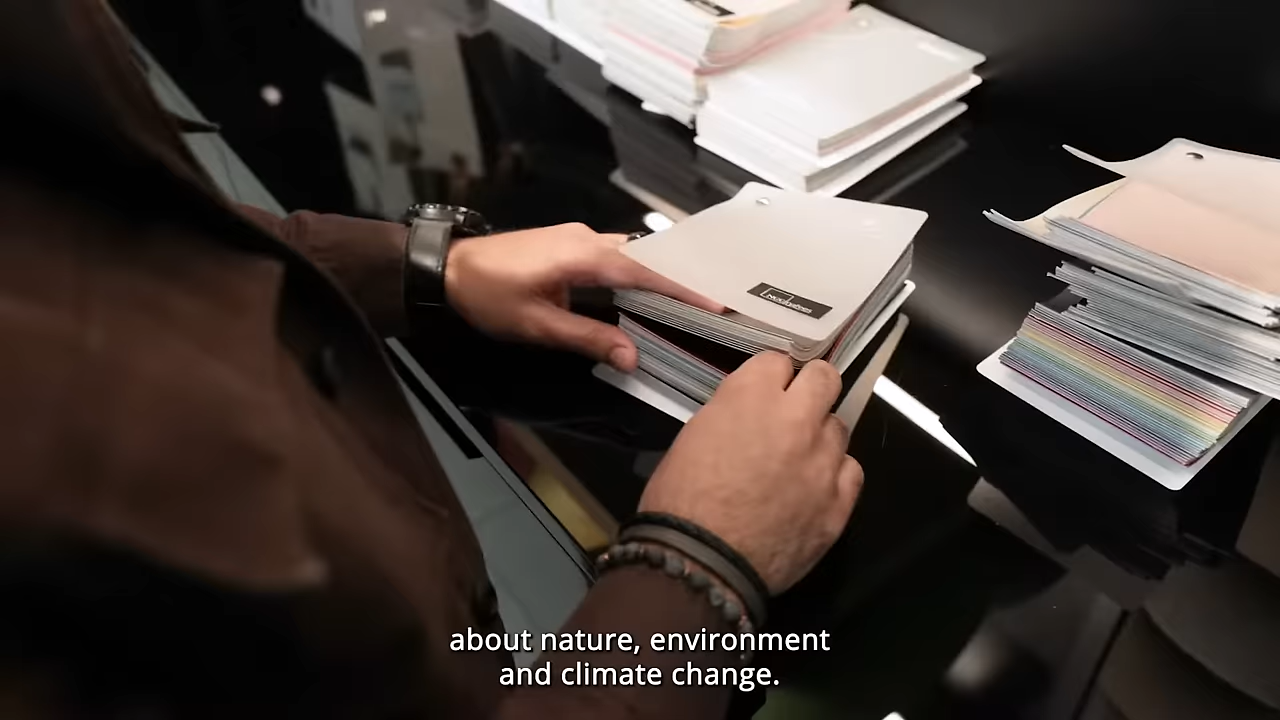 about nature, environment
and climate change.